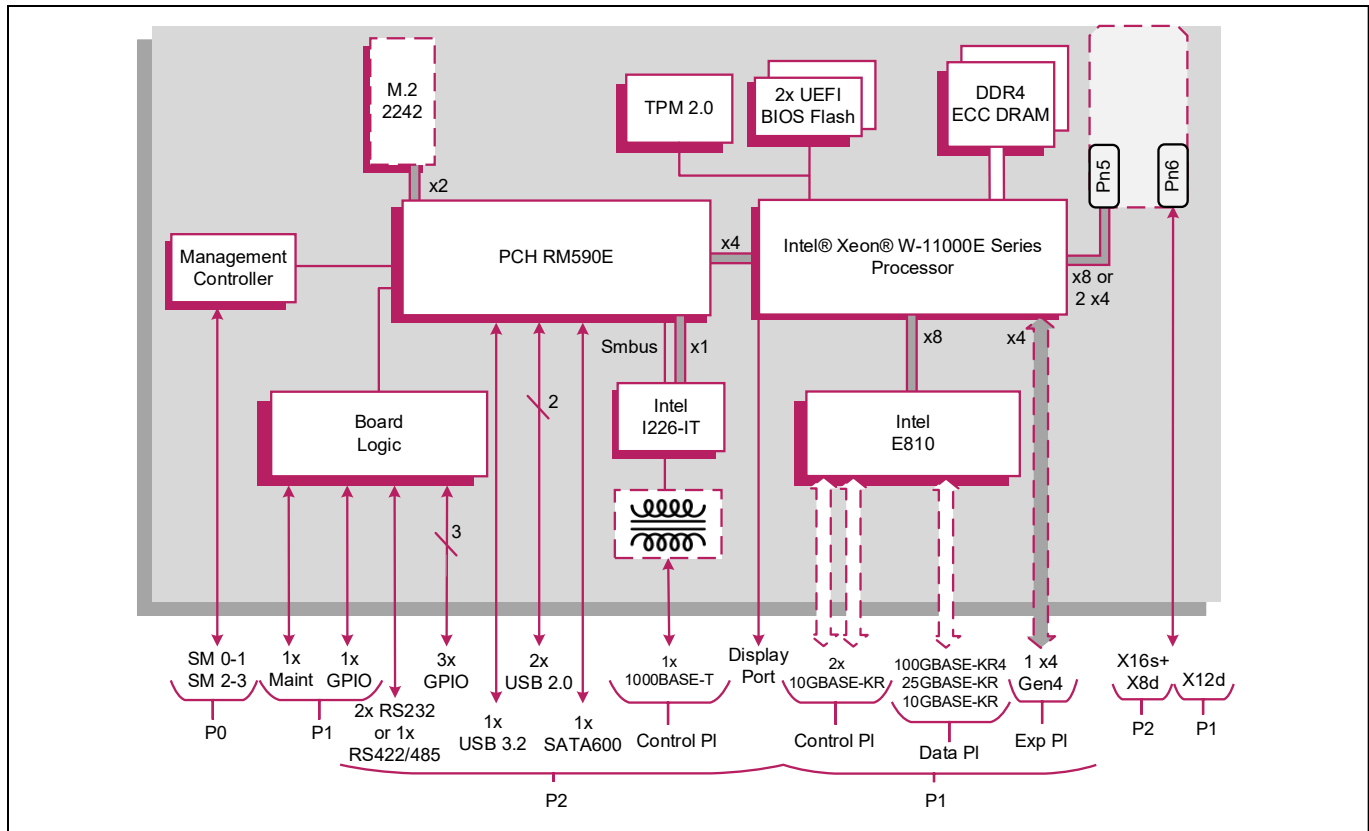 M.2
2242
TPM 2.0
2x UEFI
BIOS Flash
DDR4
ECC DRAM
Pn5
Pn6
x2
Management
Controller
PCH RM590E
x4
Intel® Xeon® W-11000E Series
Processor
x8 or
2 x4
Smbus
x1
x8
x4
Board
Logic
2
Intel
I226-IT
Intel
E810
3
SM 0-1
SM 2-3
P0
1x
Maint
1x
GPIO
P1
2x RS232
or 1x
RS422/485
3x
GPIO
1x
USB 3.2
2x
USB 2.0
1x
SATA600
1x
1000BASE-T
Control Pl
Display
Port
2x
10GBASE-KR
Control Pl
100GBASE-KR4
25GBASE-KR
10GBASE-KR
Data Pl
1 x4
Gen4
Exp Pl
X16s+
X8d
P2
X12d
P1
P2
P1